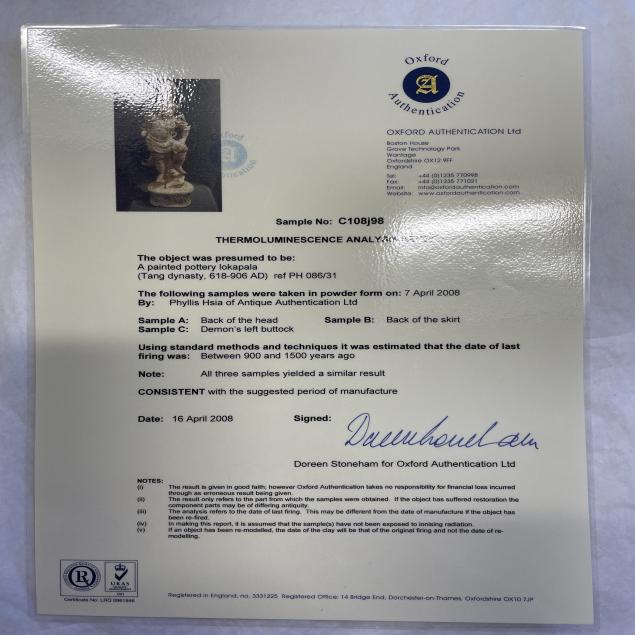 Oxford
Authentication
A
Oxford
A
OXFORD AUTHENTICATION Ltd
Boston House
Grove Technology Park
Wantage
Oxfordshire OX12 9FF
England
Tel: +44 (0)1235 770998
Fax: +44 (0)1235 771021
Email: info@oxfordauthentication.com
Website: www.oxfordauthentication.com
Sample No: C108j98
THERMOLUMINESCENCE
The object was presumed to be:
A painted pottery lokapala
(Tang dynasty, 618-906 AD) ref PH 086/31
The following samples were taken in powder form on: 7 April 2008
By: Phyllis Hsia of Antique Authentication Ltd
Sample A: Back of the head Sample B: Back of the skirt
Sample C: Demon's left buttock
Using standard methods and techniques it was estimated that the date of last
firing was: Between 900 and 1500 years ago
Note: All three samples yielded a similar result
CONSISTENT with the suggested period of manufacture
Date: 16 April 2008 Signed:
Doreen Stoneham for Oxford Authentication Ltd
NOTES:
(i) The result is given in good faith; however Oxford Authentication takes no responsibility for financial loss incurred
through as erroneous result being given.
(ii) The result only refers to the part from which the samples were obtained. If the object has suffered restoration the
component parts may be of differing antiquity.
(iii) The analysis refers to the date of last firing. This may be different from the date of manufacture if the object has
been re-fired.
(iv) In making this report, it is assumed that the sample(s) have not been exposed to ionising radiation.
(v) If an object has been re-modelled, the date of the clay will be that of the original firing and not the date of re-
modelling.
R
UKAS
001
Certificate No: LRQ 0961846
Registered in England, no. 3331225 Registered Office: 14 Bridge End, Dorchester-on-Thames, Oxfordshire OX10 7JP